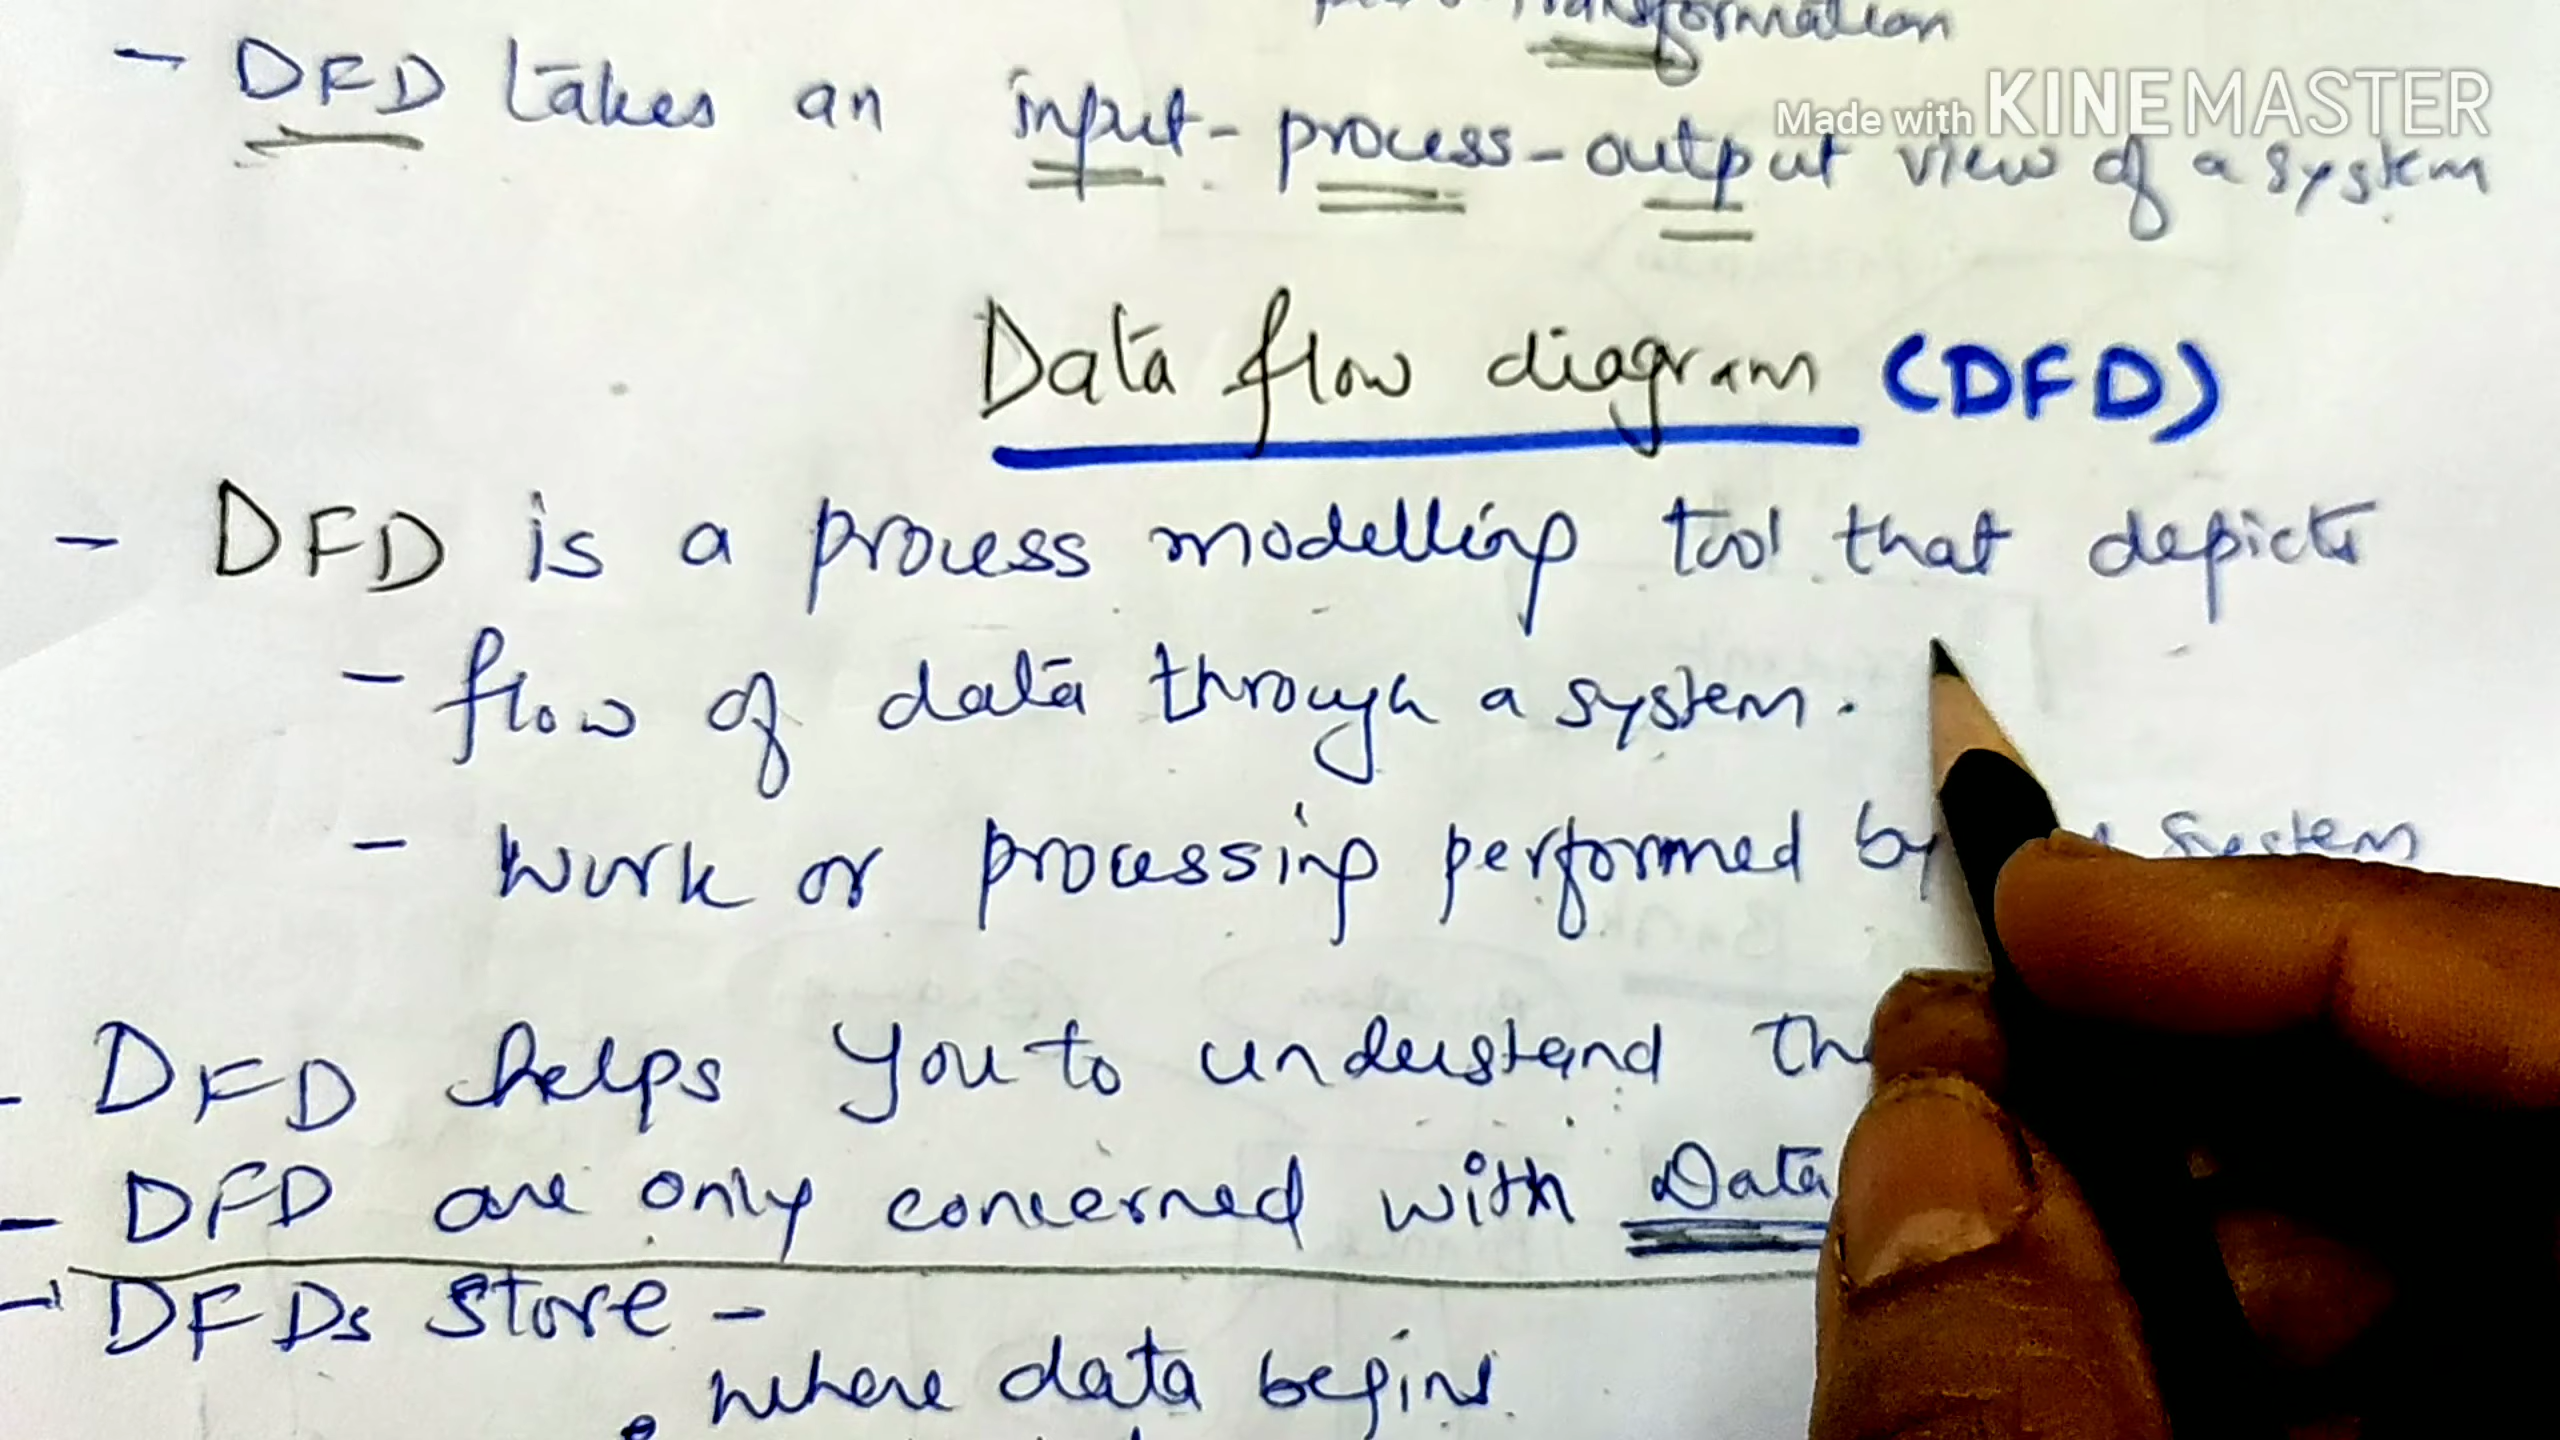 transformation
Made with KINEMASTER
- DFD takes an input-process-output view of a system
Data flow diagram (DFD)
- DFD is a process modelling tool that depicts
- flow of data through a system.
- work or processing performed by system
- DFD helps you to understand
- DFD are only concerned with Data
- DFDs store -
where data begins